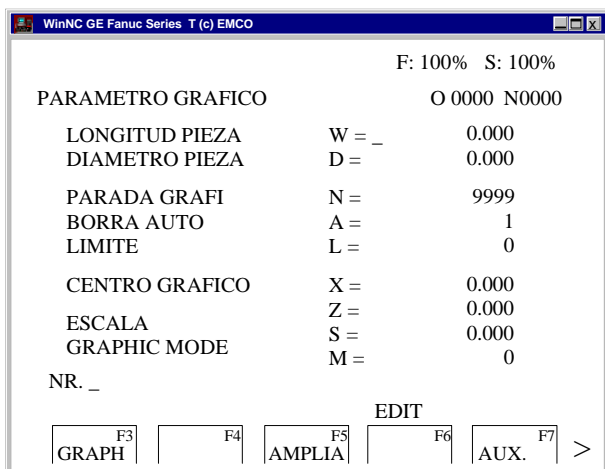 WinNC GE Fanuc Series T (c) EMCO
F: 100% S: 100%
PARAMETRO GRAFICO O 0000 N0000
LONGITUD PIEZA W = _ 0.000
DIAMETRO PIEZA D = 0.000
PARADA GRAFI N = 9999
BORRA AUTO A = 1
LIMITE L = 0
CENTRO GRAFICO X = 0.000
Z = 0.000
ESCALA S = 0.000
GRAPHIC MODE M = 0
NR. _
EDIT
F3 F4 F5 F6 F7
GRAPH AMPLIA AUX. >